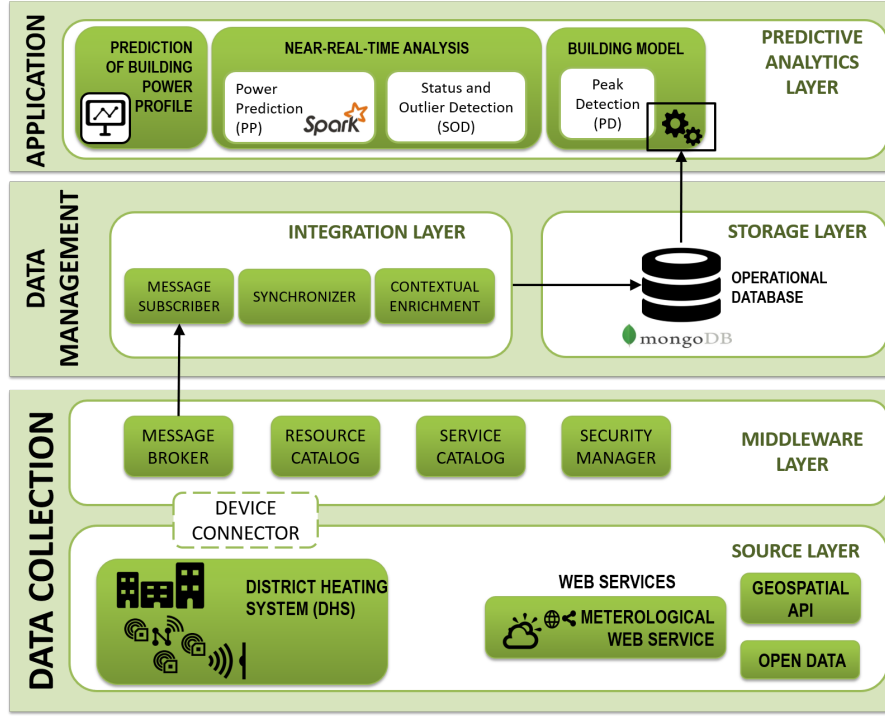 APPLICATION
PREDICTION
OF BUILDING
POWER
PROFILE
NEAR-REAL-TIME ANALYSIS
Power
Prediction
(PP)
Spark
Status and
Outlier Detection
(SOD)
BUILDING MODEL
Peak
Detection
(PD)
PREDICTIVE
ANALYTICS
LAYER
DATA
MANAGEMENT
INTEGRATION LAYER
MESSAGE
SUBSCRIBER
SYNCHRONIZER
CONTEXTUAL
ENRICHMENT
STORAGE LAYER
OPERATIONAL
DATABASE
mongoDB
DATA COLLECTION
MESSAGE
BROKER
RESOURCE
CATALOG
SERVICE
CATALOG
SECURITY
MANAGER
MIDDLEWARE
LAYER
DEVICE
CONNECTOR
SOURCE LAYER
DISTRICT HEATING
SYSTEM (DHS)
WEB SERVICES
METEROLOGICAL
WEB SERVICE
GEOSPATIAL
API
OPEN DATA